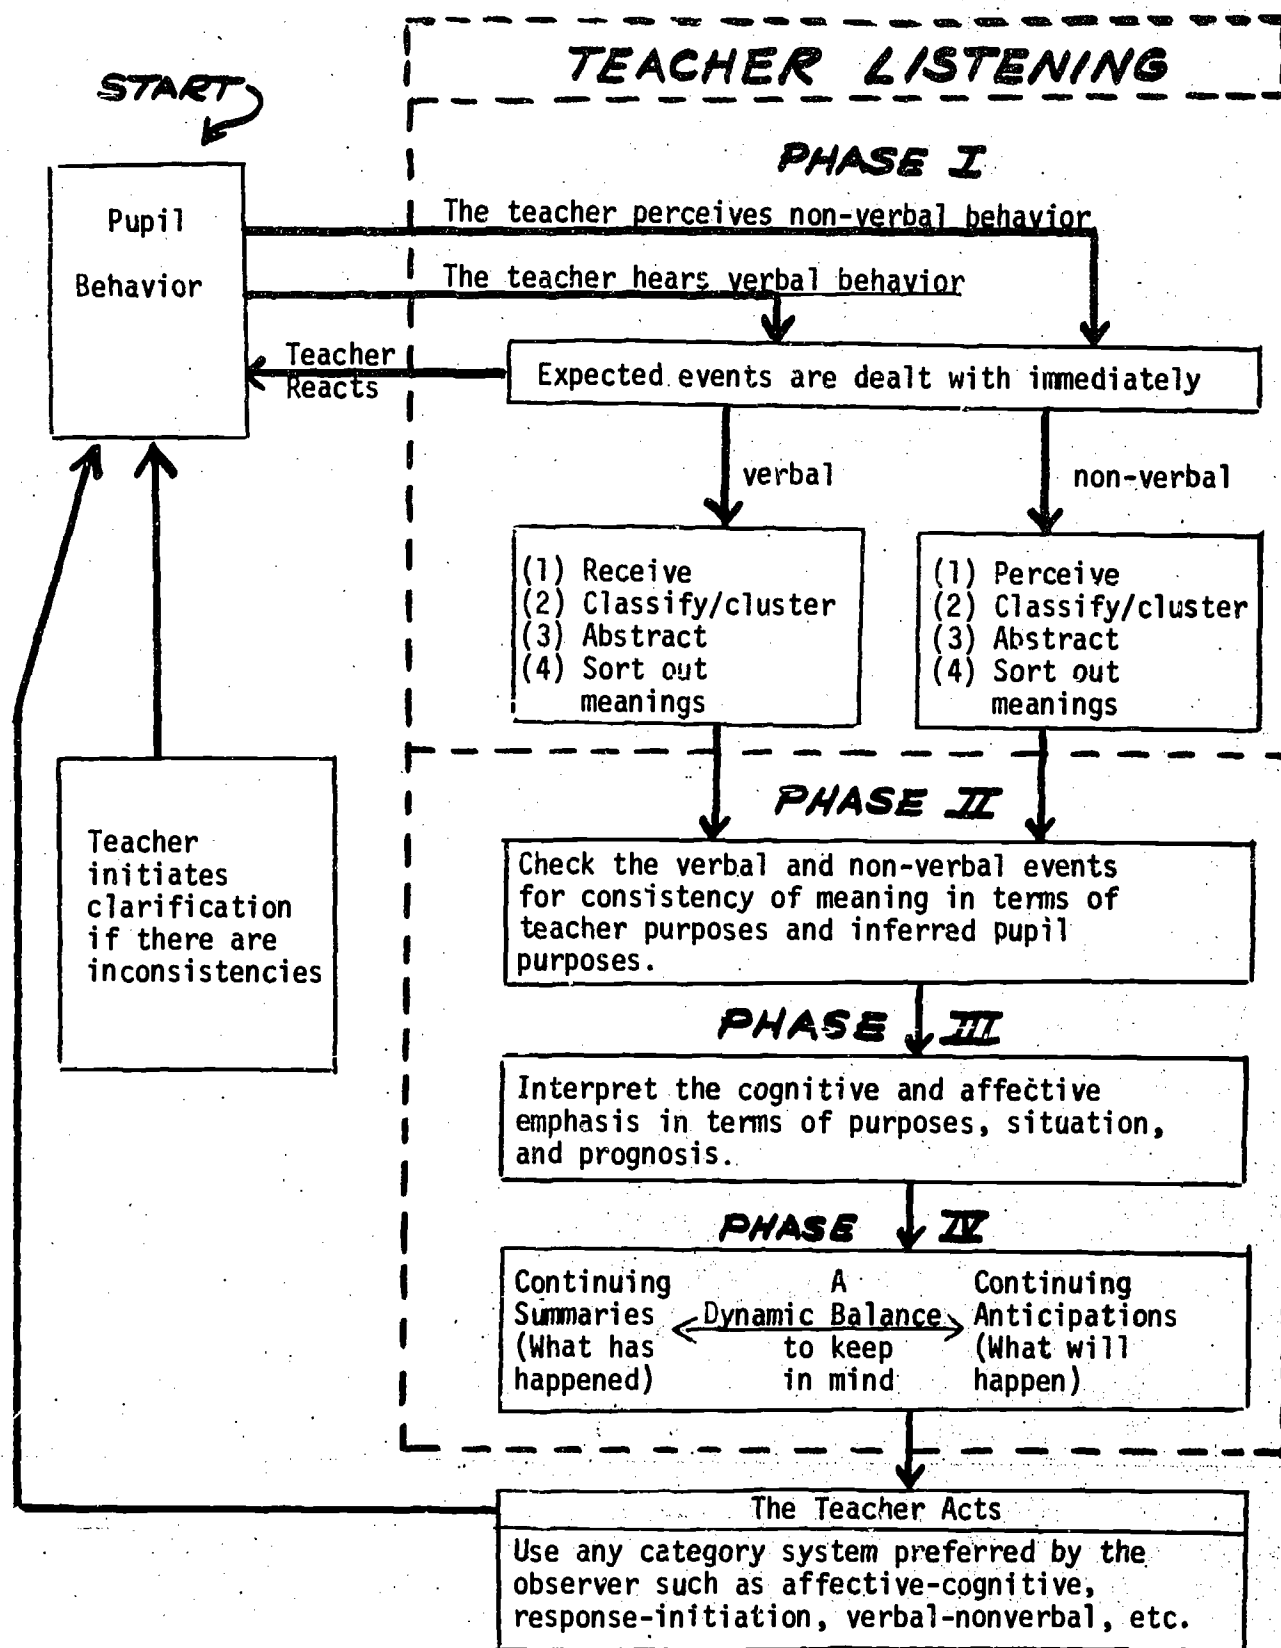 TEACHER LISTENING
START
PHASE I
Pupil
Behavior
The teacher perceives non-verbal behavior
The teacher hears verbal behavior
Teacher
Reacts
Expected events are dealt with immediately
verbal
non-verbal
(1) Receive
(2) Classify/cluster
(3) Abstract
(4) Sort out
meanings
(1) Perceive
(2) Classify/cluster
(3) Abstract
(4) Sort out
meanings
PHASE II
Teacher
initiates
clarification
if there are
inconsistencies
Check the verbal and non-verbal events
for consistency of meaning in terms of
teacher purposes and inferred pupil
purposes.
PHASE III
Interpret the cognitive and affective
emphasis in terms of purposes, situation,
and prognosis.
PHASE IV
Continuing
Summaries
(What has
happened)
A
Dynamic Balance
to keep
in mind
Continuing
Anticipations
(What will
happen)
The Teacher Acts
Use any category system preferred by the
observer such as affective-cognitive,
response-initiation, verbal-nonverbal, etc.